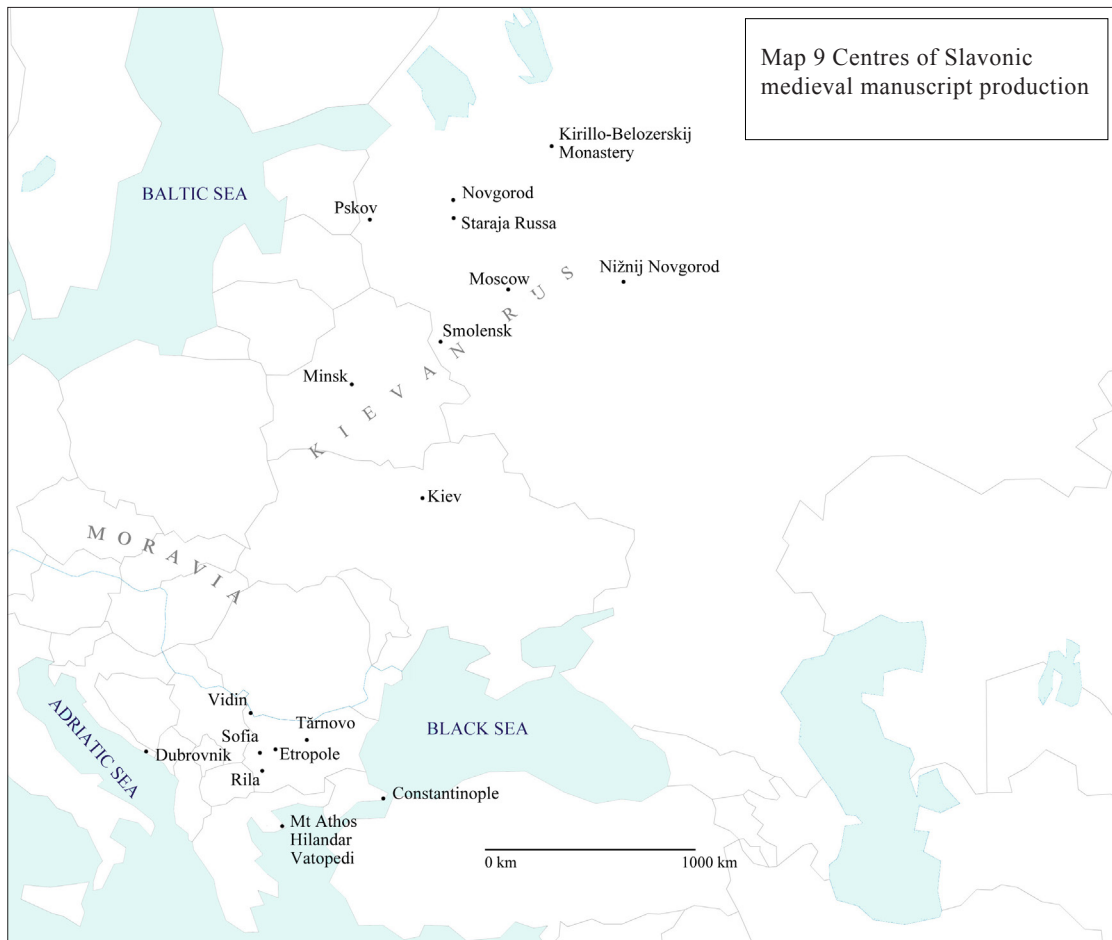 Map 9 Centres of Slavonic
medieval manuscript production
Kirillo-Belozerskij
Monastery
BALTIC SEA
Novgorod
Pskov
Staraja Russa
Nižnij Novgorod
Moscow
Smolensk
Minsk
KIEVAN RUS
Kiev
MORAVIA
Vidin
Tărnovo
Sofia
ADRIATIC SEA
BLACK SEA
Dubrovnik
Etropole
Rila
Constantinople
Mt Athos
Hilandar
Vatopedi
0 km
1000 km